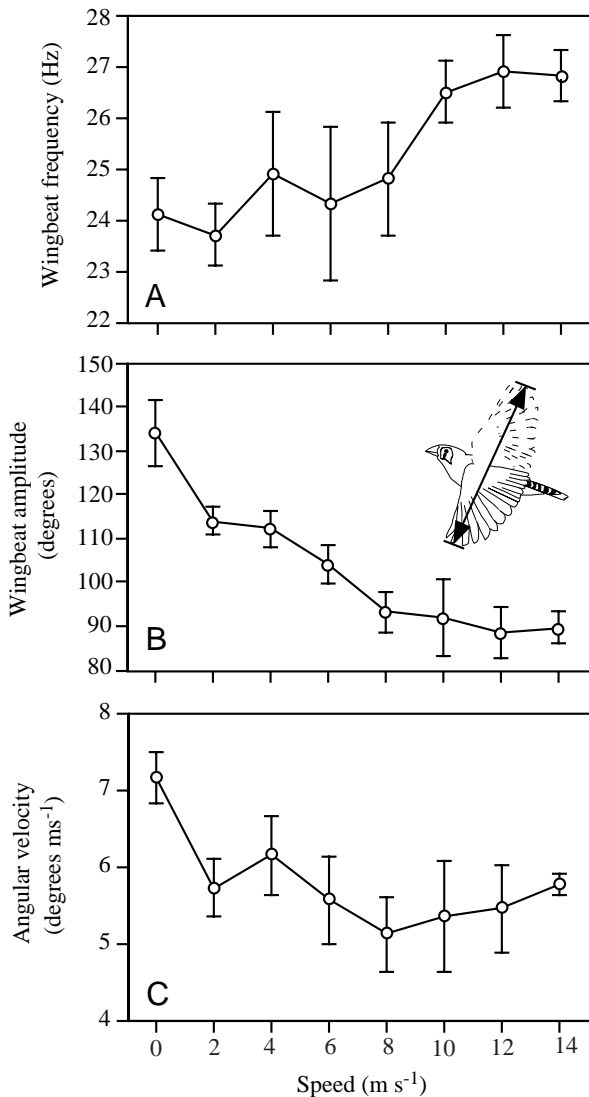 Wingbeat frequency (Hz)
28
27
26
25
24
23
22
A
Wingbeat amplitude
(degrees)
150
140
130
120
110
100
90
80
B
Angular velocity
(degrees ms⁻¹)
8
7
6
5
4
C
0 2 4 6 8 10 12 14
Speed (m s⁻¹)